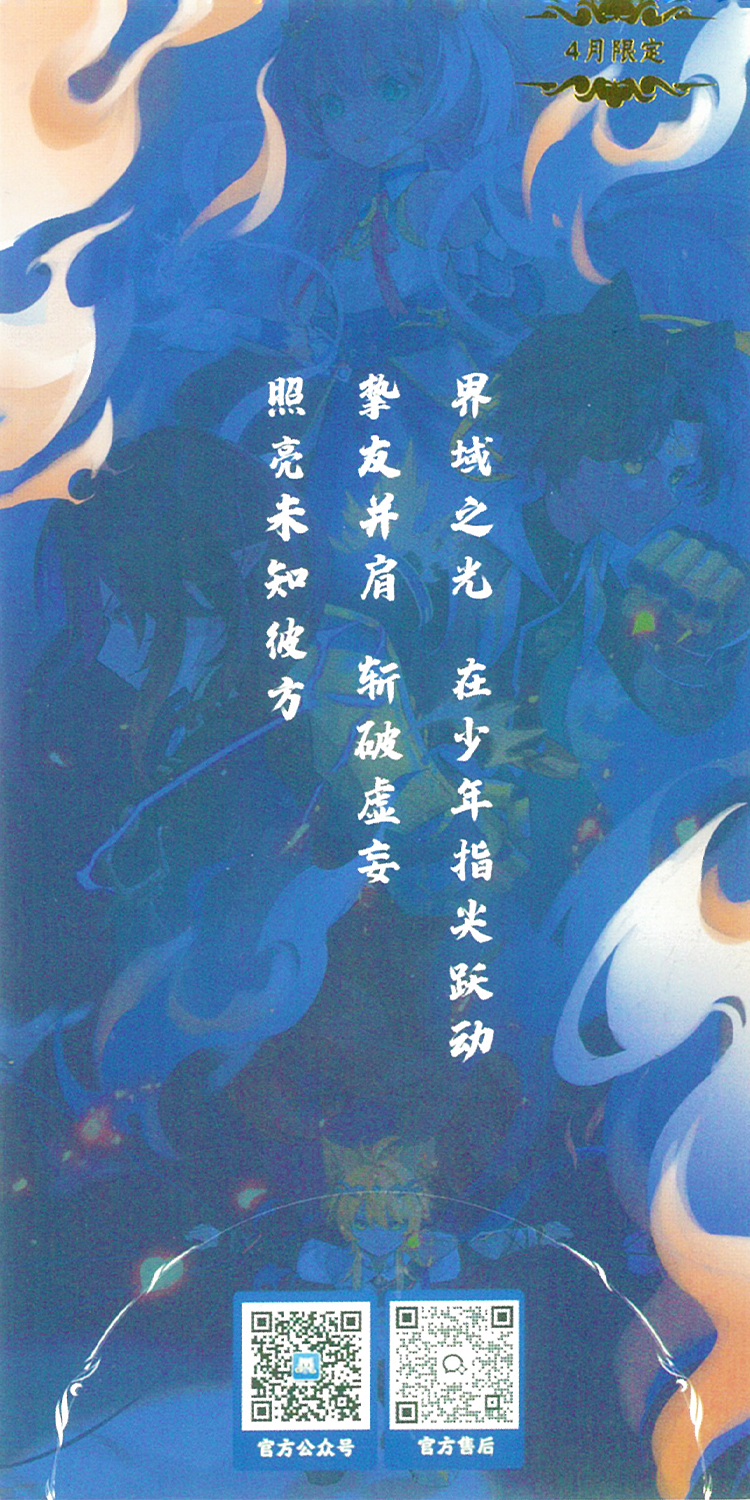 4月限定
界域之光 在少年指尖跃动
挚友并肩 斩破虚妄
照亮未知彼方
官方公众号
官方售后